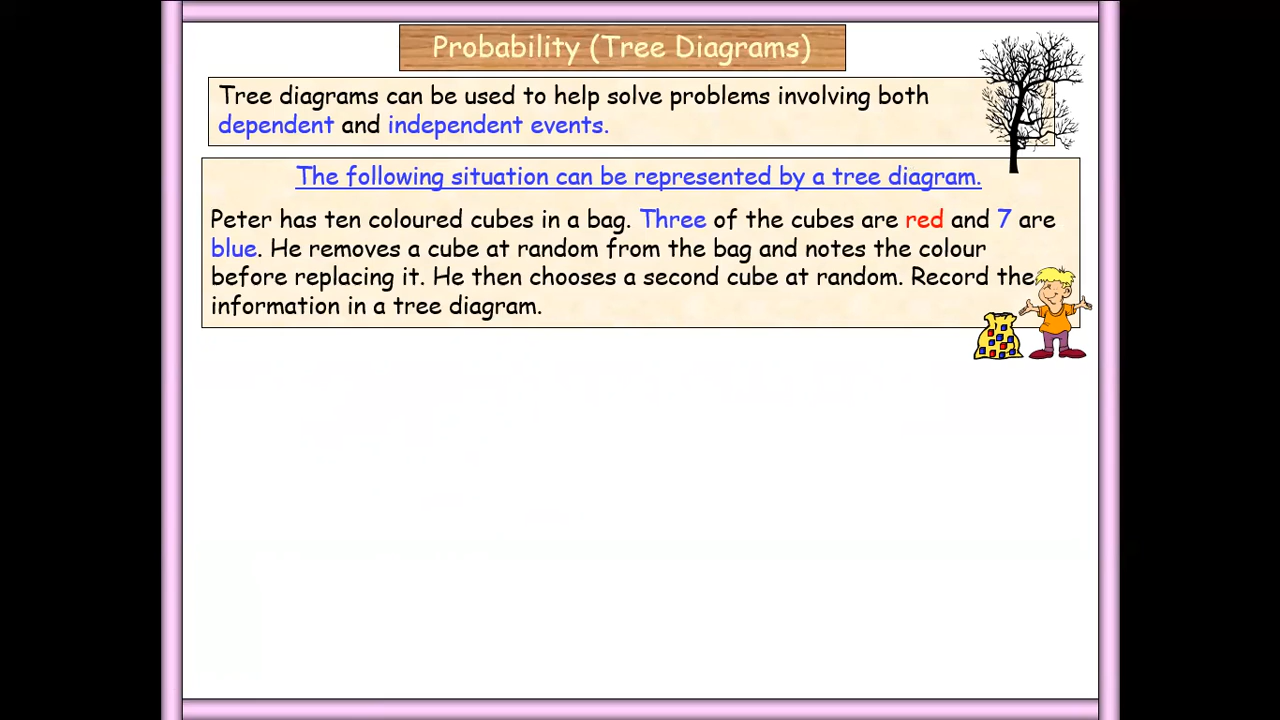 Probability (Tree Diagrams)
Tree diagrams can be used to help solve problems involving both
dependent and independent events.
The following situation can be represented by a tree diagram.
Peter has ten coloured cubes in a bag. Three of the cubes are red and 7 are
blue. He removes a cube at random from the bag and notes the colour
before replacing it. He then chooses a second cube at random. Record the
information in a tree diagram.